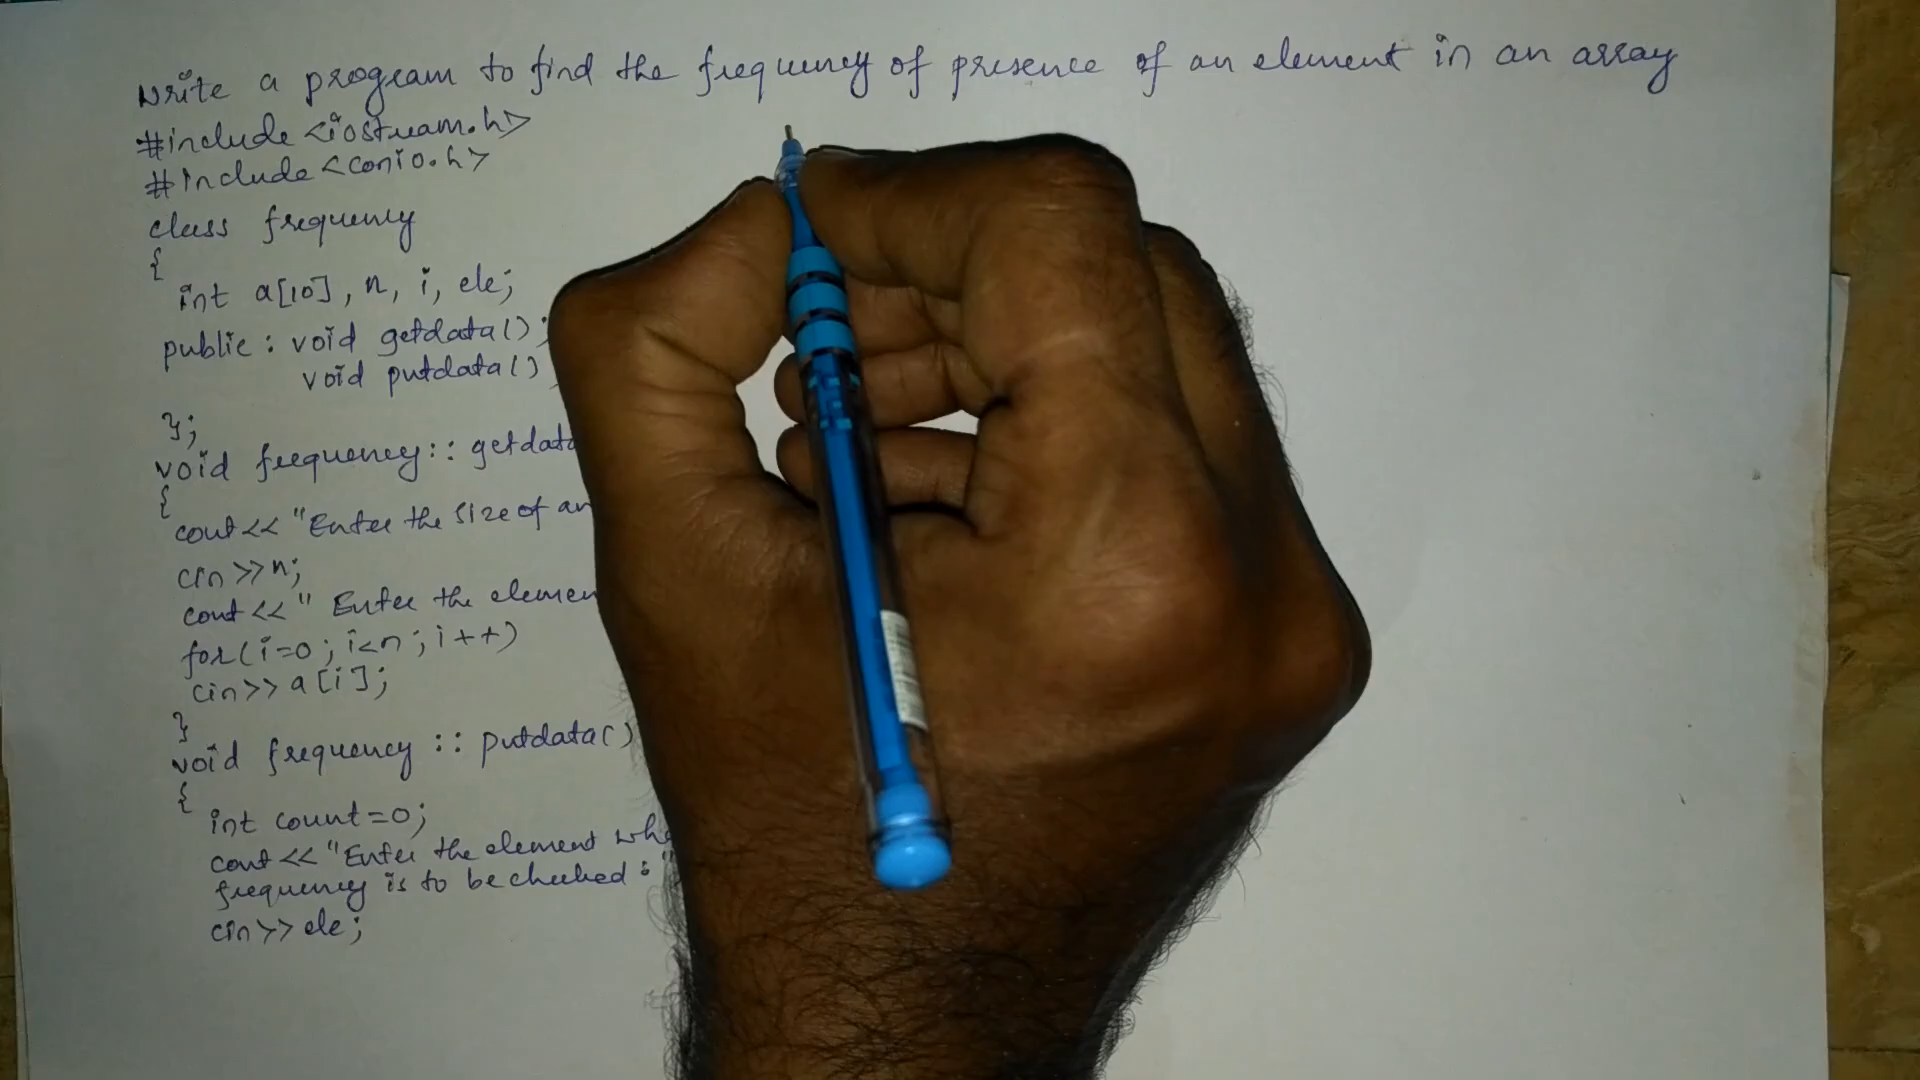 Write a program to find the frequency of presence of an element in an array
#include <iostream.h>
#include <conio.h>
class frequency
{
int a[10], n, i, ele;
public: void getdata();
void putdata()
};
void frequency:: getdata
{
cout<< "Enter the size of
cin>>n;
cout<<" Enter the
for(i=0; i<n; i++)
cin>> a[i];
}
void frequency :: putdata()
{
int count=0;
cout<<"Enter the element
frequency is to be checked :"
cin>> ele;